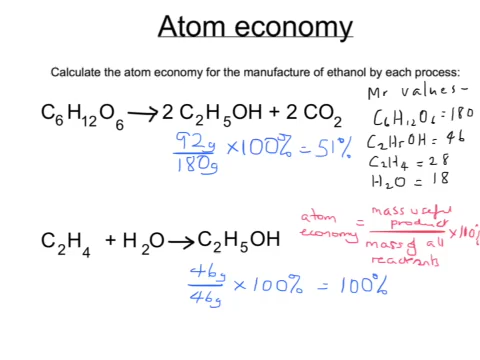 Atom economy
Calculate the atom economy for the manufacture of ethanol by each process:
Mr values-
C₆H₁₂O₆ → 2 C₂H₅OH + 2 CO₂
C₆H₁₂O₆ = 180
92g/180g × 100% = 51%
C₂H₅OH = 46
C₂H₄ = 28
H₂O = 18
atom economy = mass useful product/mass of all reactants × 100%
C₂H₄ + H₂O → C₂H₅OH
46g/46g × 100% = 100%